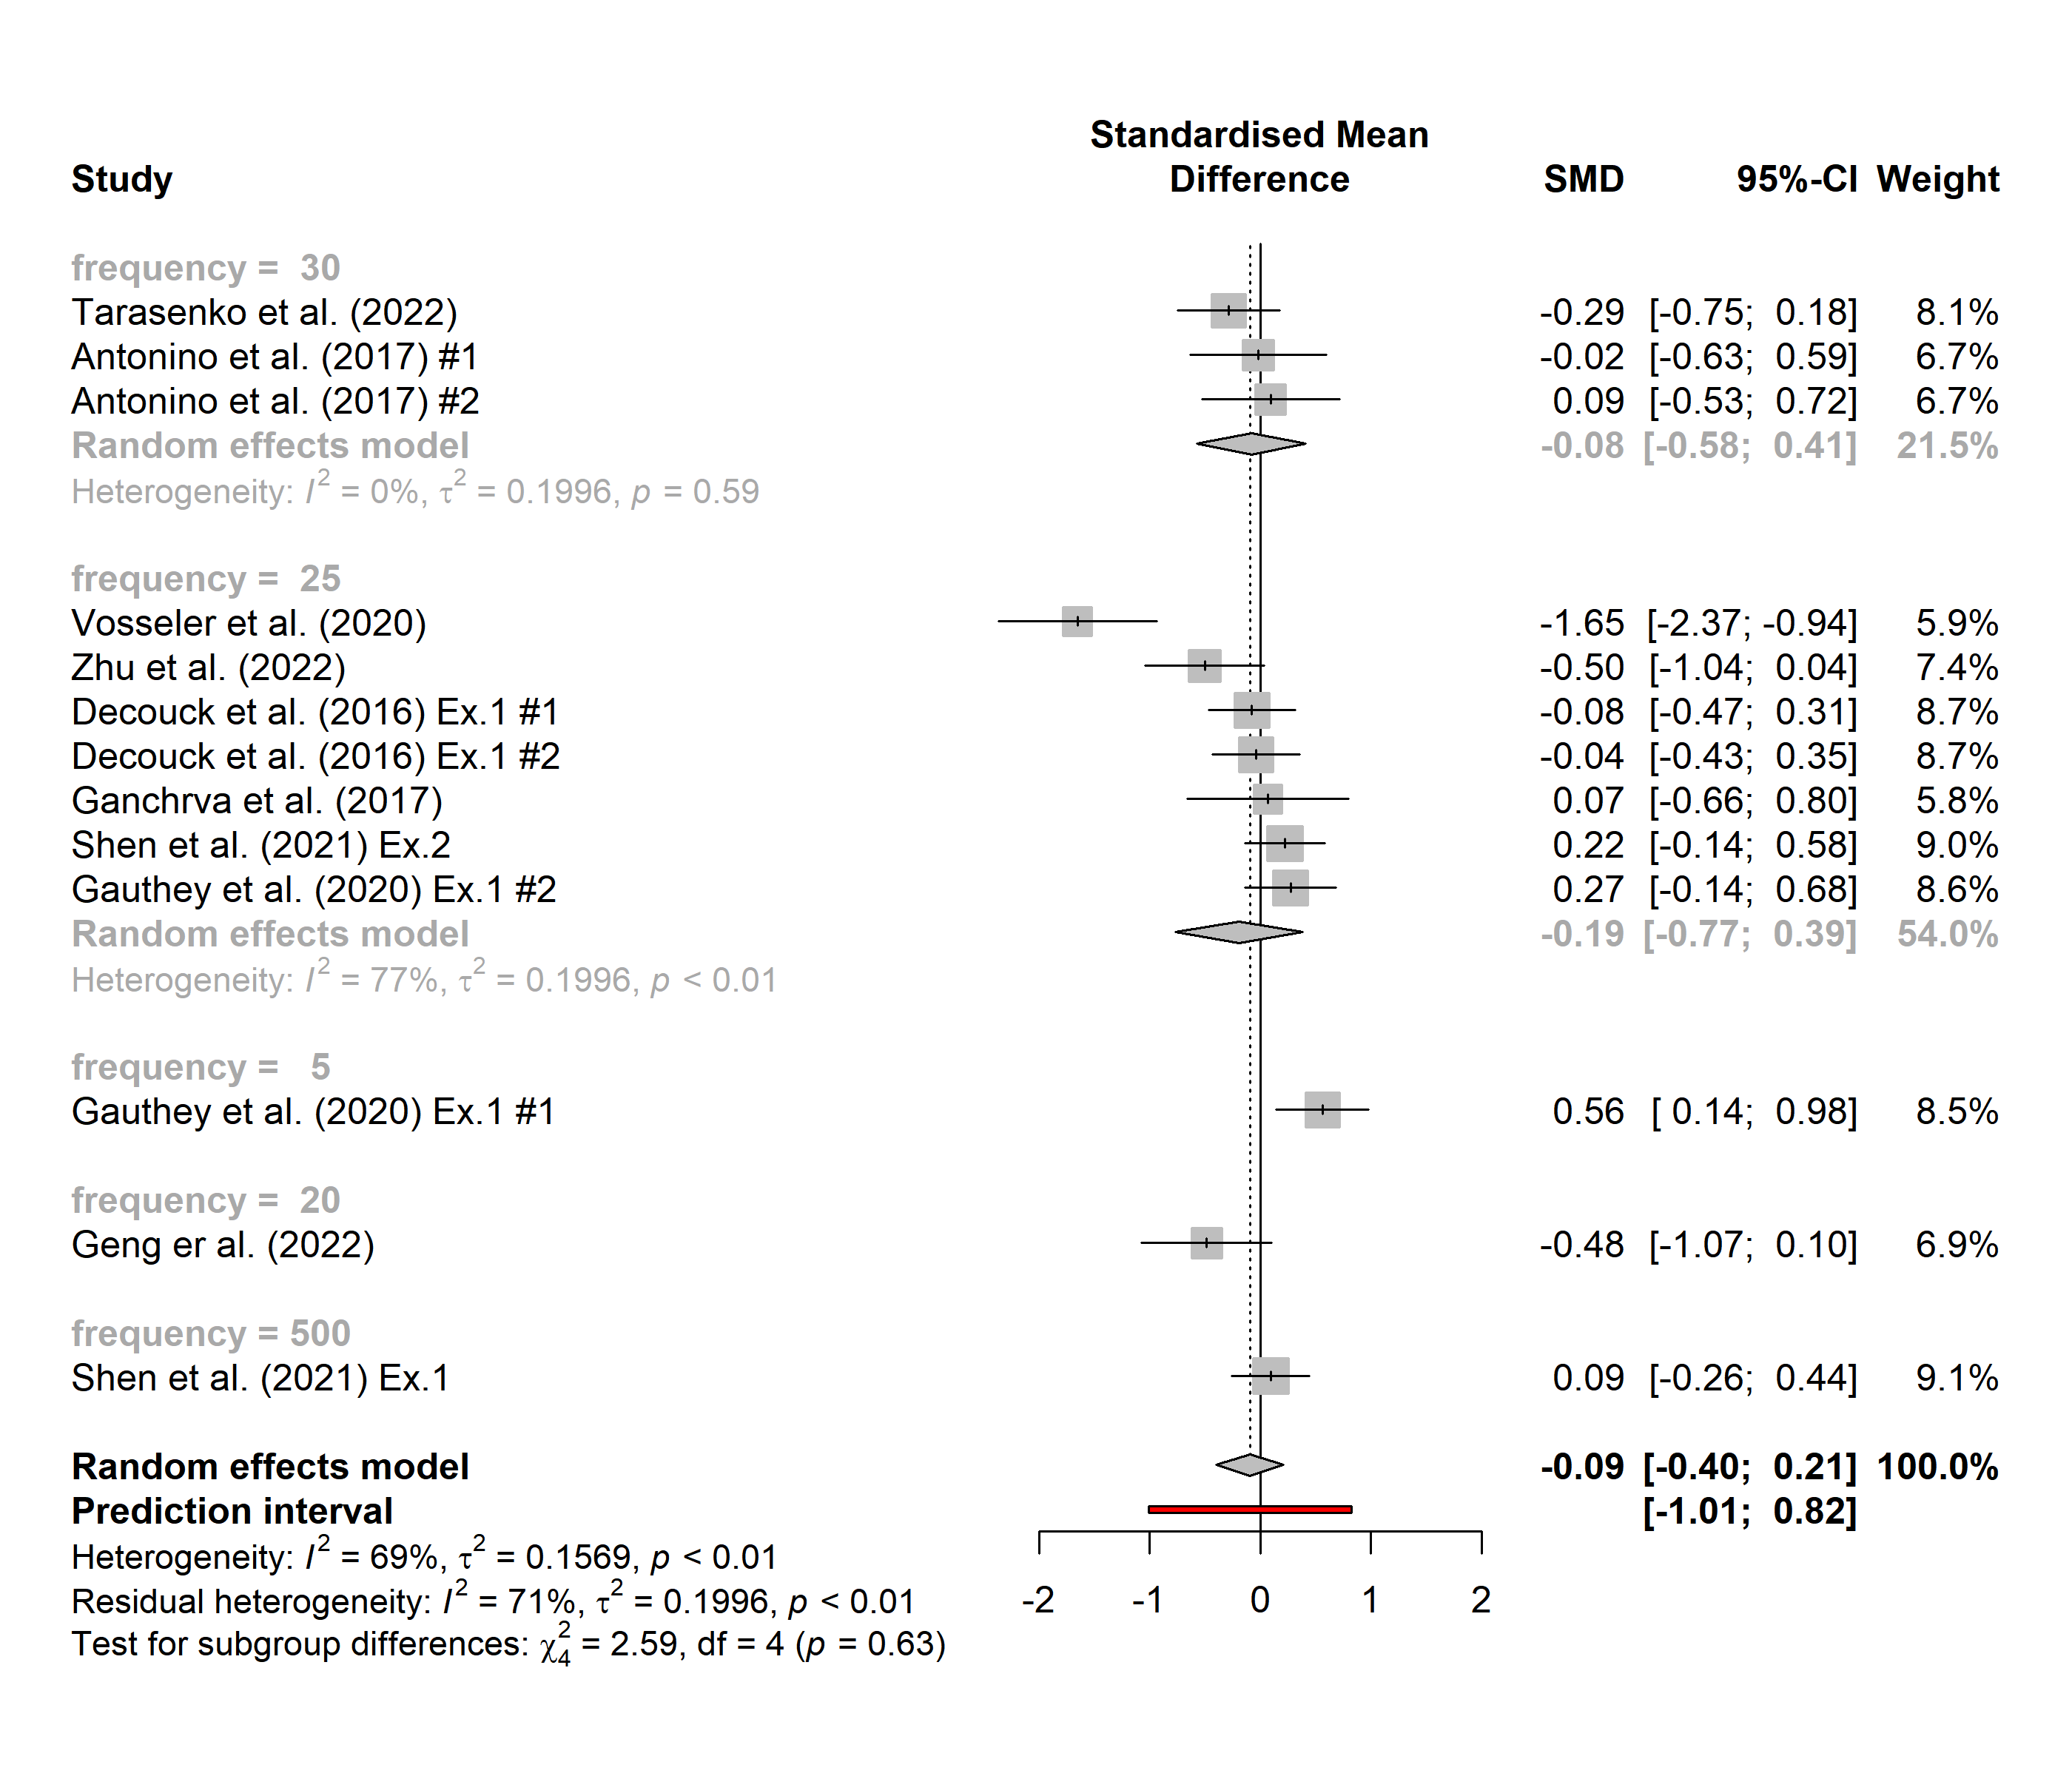 Standardised Mean
Study Difference SMD 95%-CI Weight
frequency = 30
Tarasenko et al. (2022) -0.29 [-0.75; 0.18] 8.1%
Antonino et al. (2017) #1 -0.02 [-0.63; 0.59] 6.7%
Antonino et al. (2017) #2 0.09 [-0.53; 0.72] 6.7%
Random effects model -0.08 [-0.58; 0.41] 21.5%
Heterogeneity: I² = 0%, τ² = 0.1996, p = 0.59
frequency = 25
Vosseler et al. (2020) -1.65 [-2.37; -0.94] 5.9%
Zhu et al. (2022) -0.50 [-1.04; 0.04] 7.4%
Decouck et al. (2016) Ex.1 #1 -0.08 [-0.47; 0.31] 8.7%
Decouck et al. (2016) Ex.1 #2 -0.04 [-0.43; 0.35] 8.7%
Ganchrva et al. (2017) 0.07 [-0.66; 0.80] 5.8%
Shen et al. (2021) Ex.2 0.22 [-0.14; 0.58] 9.0%
Gauthey et al. (2020) Ex.1 #2 0.27 [-0.14; 0.68] 8.6%
Random effects model -0.19 [-0.77; 0.39] 54.0%
Heterogeneity: I² = 77%, τ² = 0.1996, p < 0.01
frequency = 5
Gauthey et al. (2020) Ex.1 #1 0.56 [ 0.14; 0.98] 8.5%
frequency = 20
Geng er al. (2022) -0.48 [-1.07; 0.10] 6.9%
frequency = 500
Shen et al. (2021) Ex.1 0.09 [-0.26; 0.44] 9.1%
Random effects model -0.09 [-0.40; 0.21] 100.0%
Prediction interval [-1.01; 0.82]
Heterogeneity: I² = 69%, τ² = 0.1569, p < 0.01
Residual heterogeneity: I² = 71%, τ² = 0.1996, p < 0.01
-2 -1 0 1 2
Test for subgroup differences: χ²₄ = 2.59, df = 4 (p = 0.63)